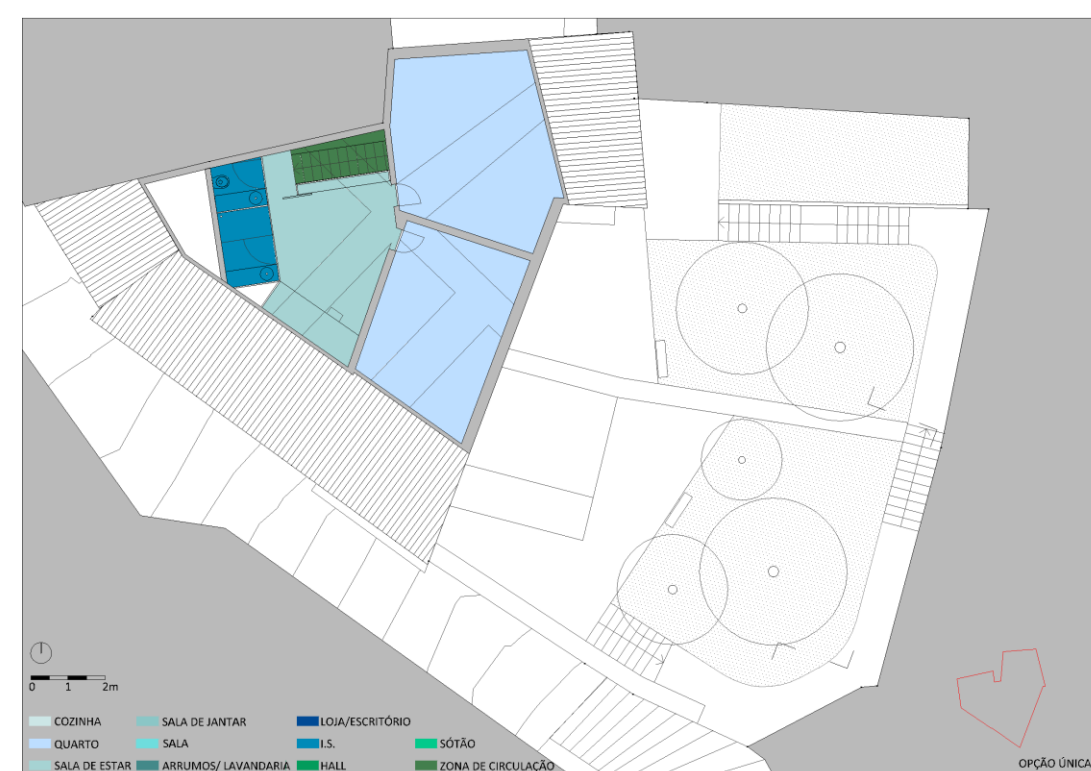 0 1 2m
COZINHA SALA DE JANTAR LOJA/ESCRITÓRIO
QUARTO SALA I.S. SÓTÃO
SALA DE ESTAR ARRUMOS/ LAVANDARIA HALL ZONA DE CIRCULAÇÃO
OPÇÃO ÚNICA